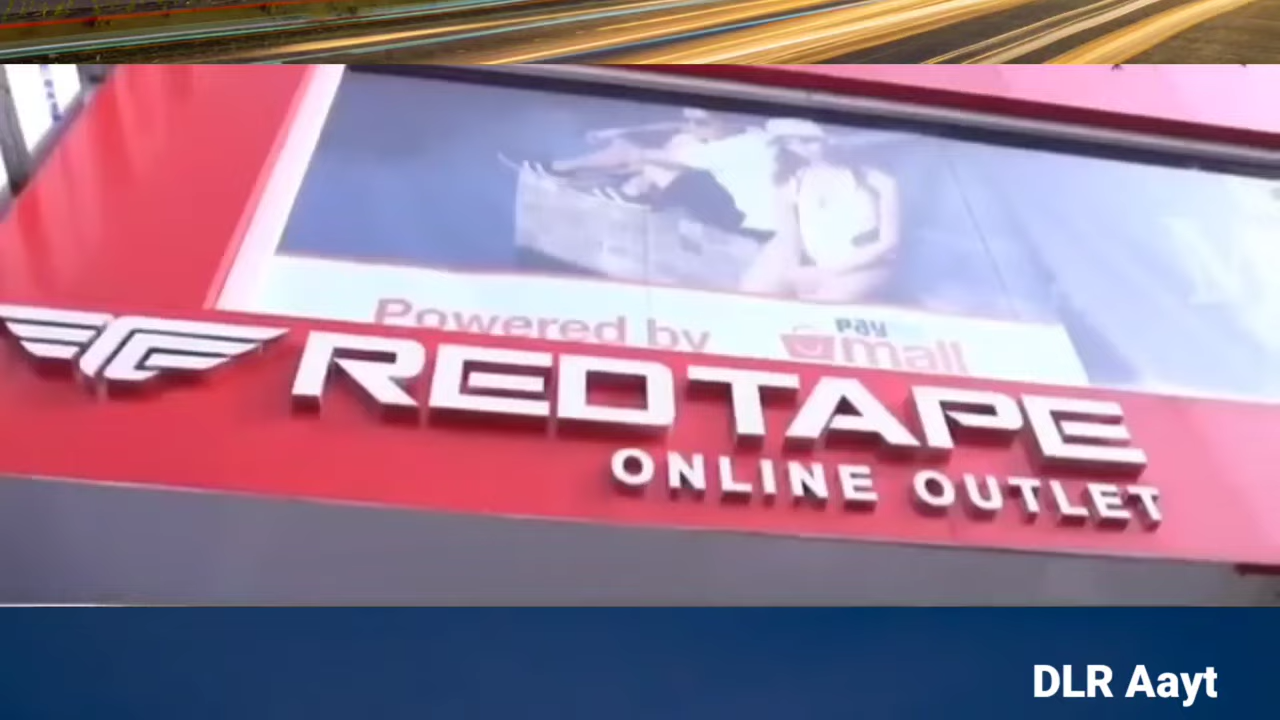 Powered by
pay
mall
REDTAPE
ONLINE OUTLET
DLR Aayt